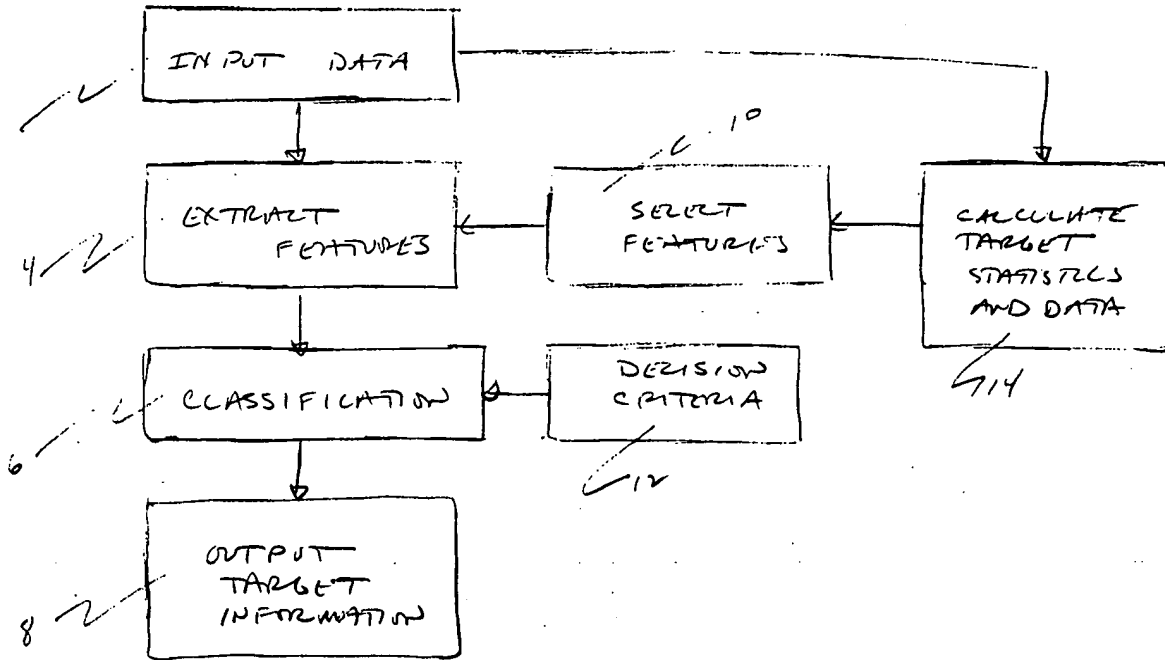 INPUT DATA
10
EXTRACT
FEATURES
SELECT
FEATURES
CALCULATE
TARGET
STATISTICS
AND DATA
4
14
CLASSIFICATION
DECISION
CRITERIA
6
12
OUTPUT
TARGET
INFORMATION
8